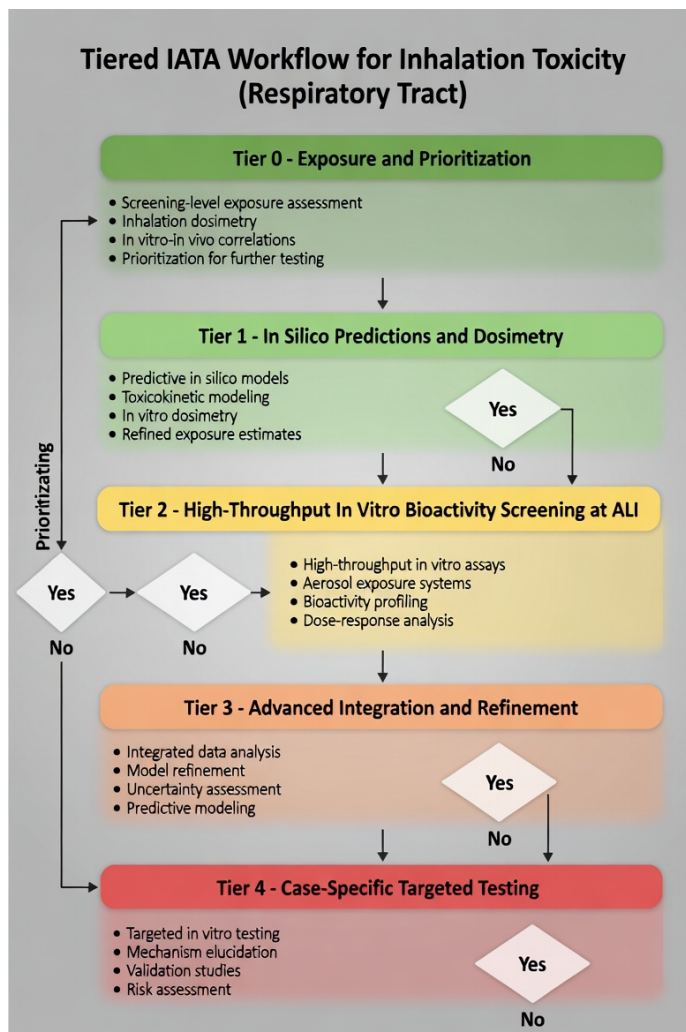 Tiered IATA Workflow for Inhalation Toxicity
(Respiratory Tract)
Tier 0 - Exposure and Prioritization
• Screening-level exposure assessment
• Inhalation dosimetry
• In vitro-in vivo correlations
• Prioritization for further testing
Tier 1 - In Silico Predictions and Dosimetry
• Predictive in silico models
• Toxicokinetic modeling
• In vitro dosimetry
• Refined exposure estimates
Yes
No
Prioritizating
Tier 2 - High-Throughput In Vitro Bioactivity Screening at ALI
Yes
No
Yes
No
• High-throughput in vitro assays
• Aerosol exposure systems
• Bioactivity profiling
• Dose-response analysis
Tier 3 - Advanced Integration and Refinement
• Integrated data analysis
• Model refinement
• Uncertainty assessment
• Predictive modeling
Yes
No
Tier 4 - Case-Specific Targeted Testing
• Targeted in vitro testing
• Mechanism elucidation
• Validation studies
• Risk assessment
Yes
No